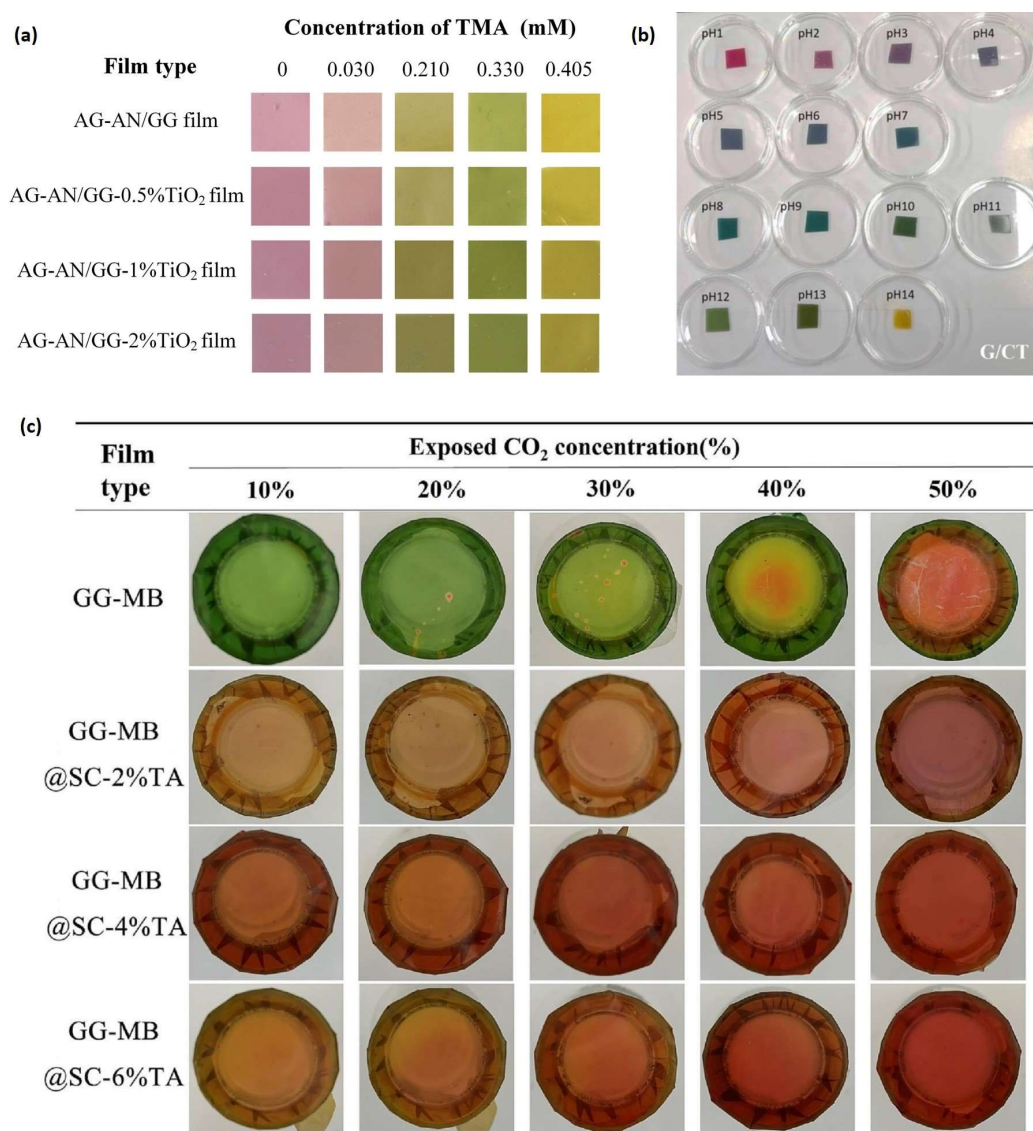 (a)
Concentration of TMA (mM)
Film type
0 0.030 0.210 0.330 0.405
AG-AN/GG film
AG-AN/GG-0.5%TiO₂ film
AG-AN/GG-1%TiO₂ film
AG-AN/GG-2%TiO₂ film
(b)
pH1 pH2 pH3 pH4
pH5 pH6 pH7
pH8 pH9 pH10 pH11
pH12 pH13 pH14
G/CT
(c)
Film
type
Exposed CO₂ concentration(%)
10% 20% 30% 40% 50%
GG-MB
GG-MB
@SC-2%TA
GG-MB
@SC-4%TA
GG-MB
@SC-6%TA